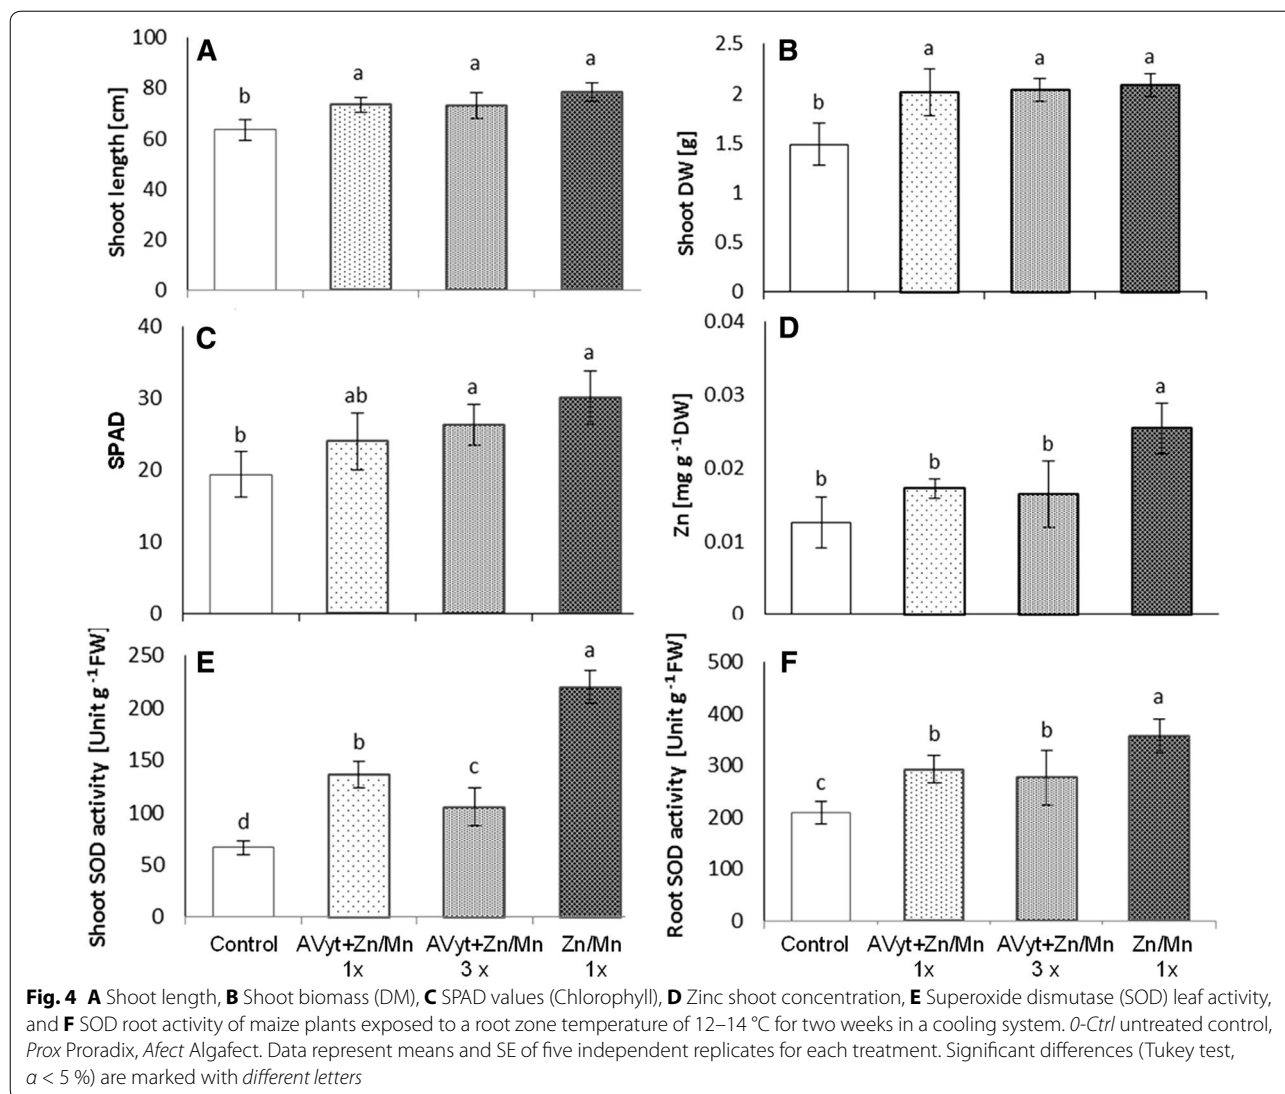 A
Shoot length [cm]
100
80
60
40
20
0
b
a
a
a
B
Shoot DW [g]
2.5
2
1.5
1
0.5
0
b
a
a
a
C
SPAD
40
30
20
10
0
b
ab
a
a
D
Zn [mg g -1DW]
0.04
0.03
0.02
0.01
0
b
b
b
a
E
Shoot SOD activity [Unit g -1FW]
250
200
150
100
50
0
d
b
c
a
Control AVyt+Zn/Mn AVyt+Zn/Mn Zn/Mn
1x 3 x 1x
F
Root SOD activity [Unit g -1FW]
500
400
300
200
100
0
c
b
b
a
Control AVyt+Zn/Mn AVyt+Zn/Mn Zn/Mn
1x 3 x 1x
Fig. 4 A Shoot length, B Shoot biomass (DM), C SPAD values (Chlorophyll), D Zinc shoot concentration, E Superoxide dismutase (SOD) leaf activity,
and F SOD root activity of maize plants exposed to a root zone temperature of 12–14 °C for two weeks in a cooling system. 0-Ctrl untreated control,
Prox Proradix, Afect Algafect. Data represent means and SE of five independent replicates for each treatment. Significant differences (Tukey test,
α < 5 %) are marked with different letters